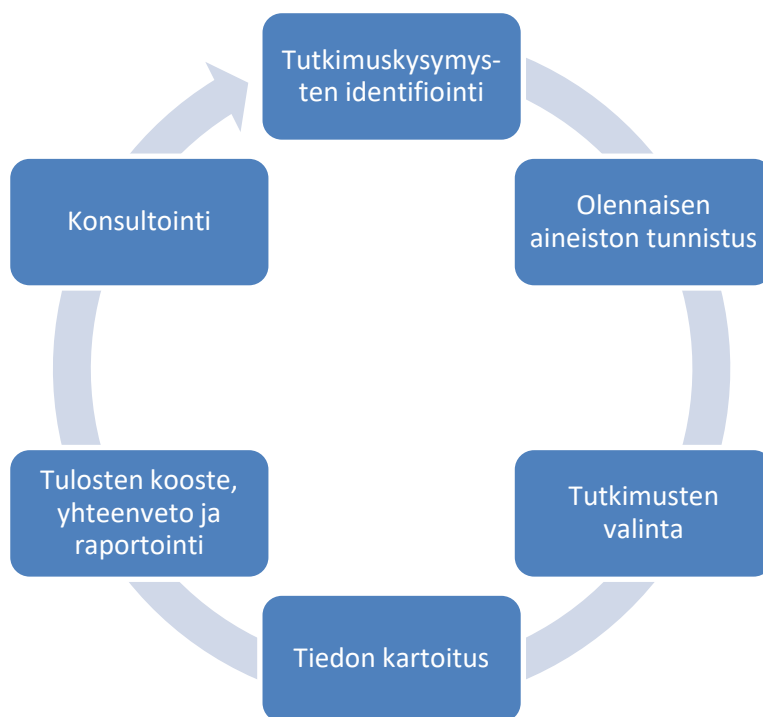 Tutkimuskysymys-
ten identifiointi
Olennaisen
aineiston tunnistus
Tutkimusten
valinta
Tiedon kartoitus
Tulosten kooste,
yhteenveto ja
raportointi
Konsultointi